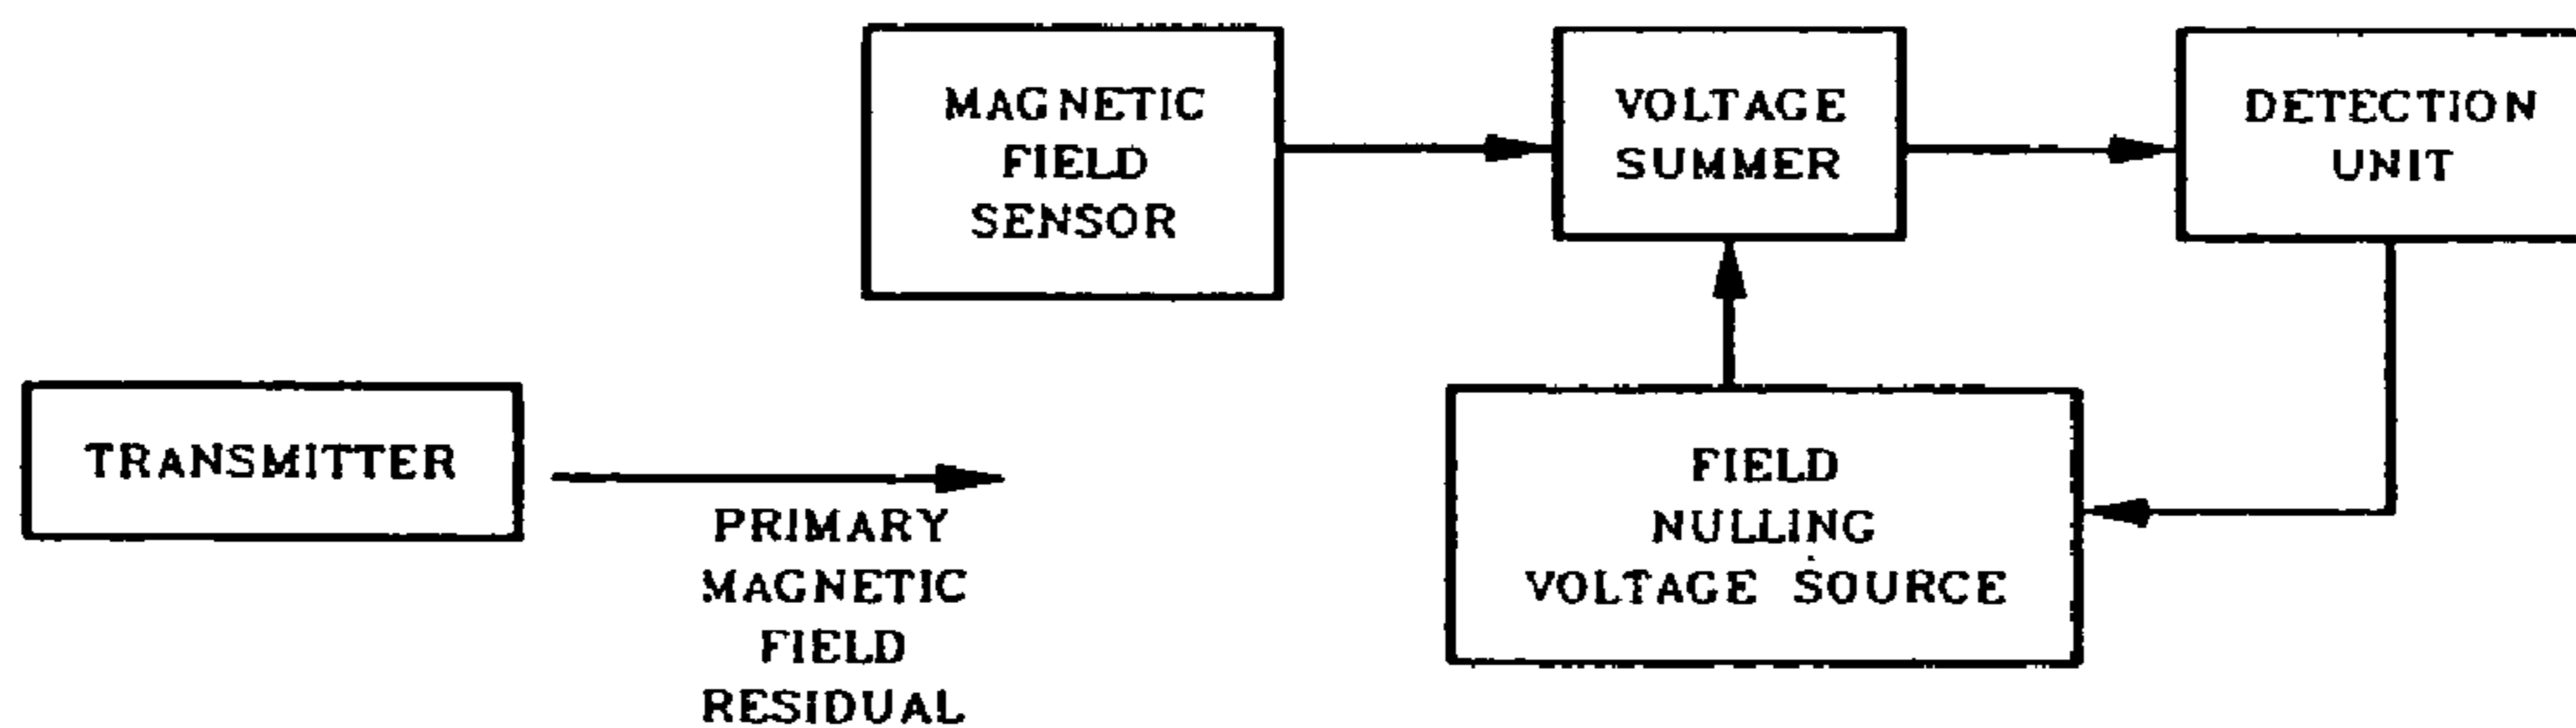 MAGNETIC
FIELD
SENSOR
VOLTAGE
SUMMER
DETECTION
UNIT
TRANSMITTER
PRIMARY
MAGNETIC
FIELD
RESIDUAL
FIELD
NULLING
VOLTAGE SOURCE